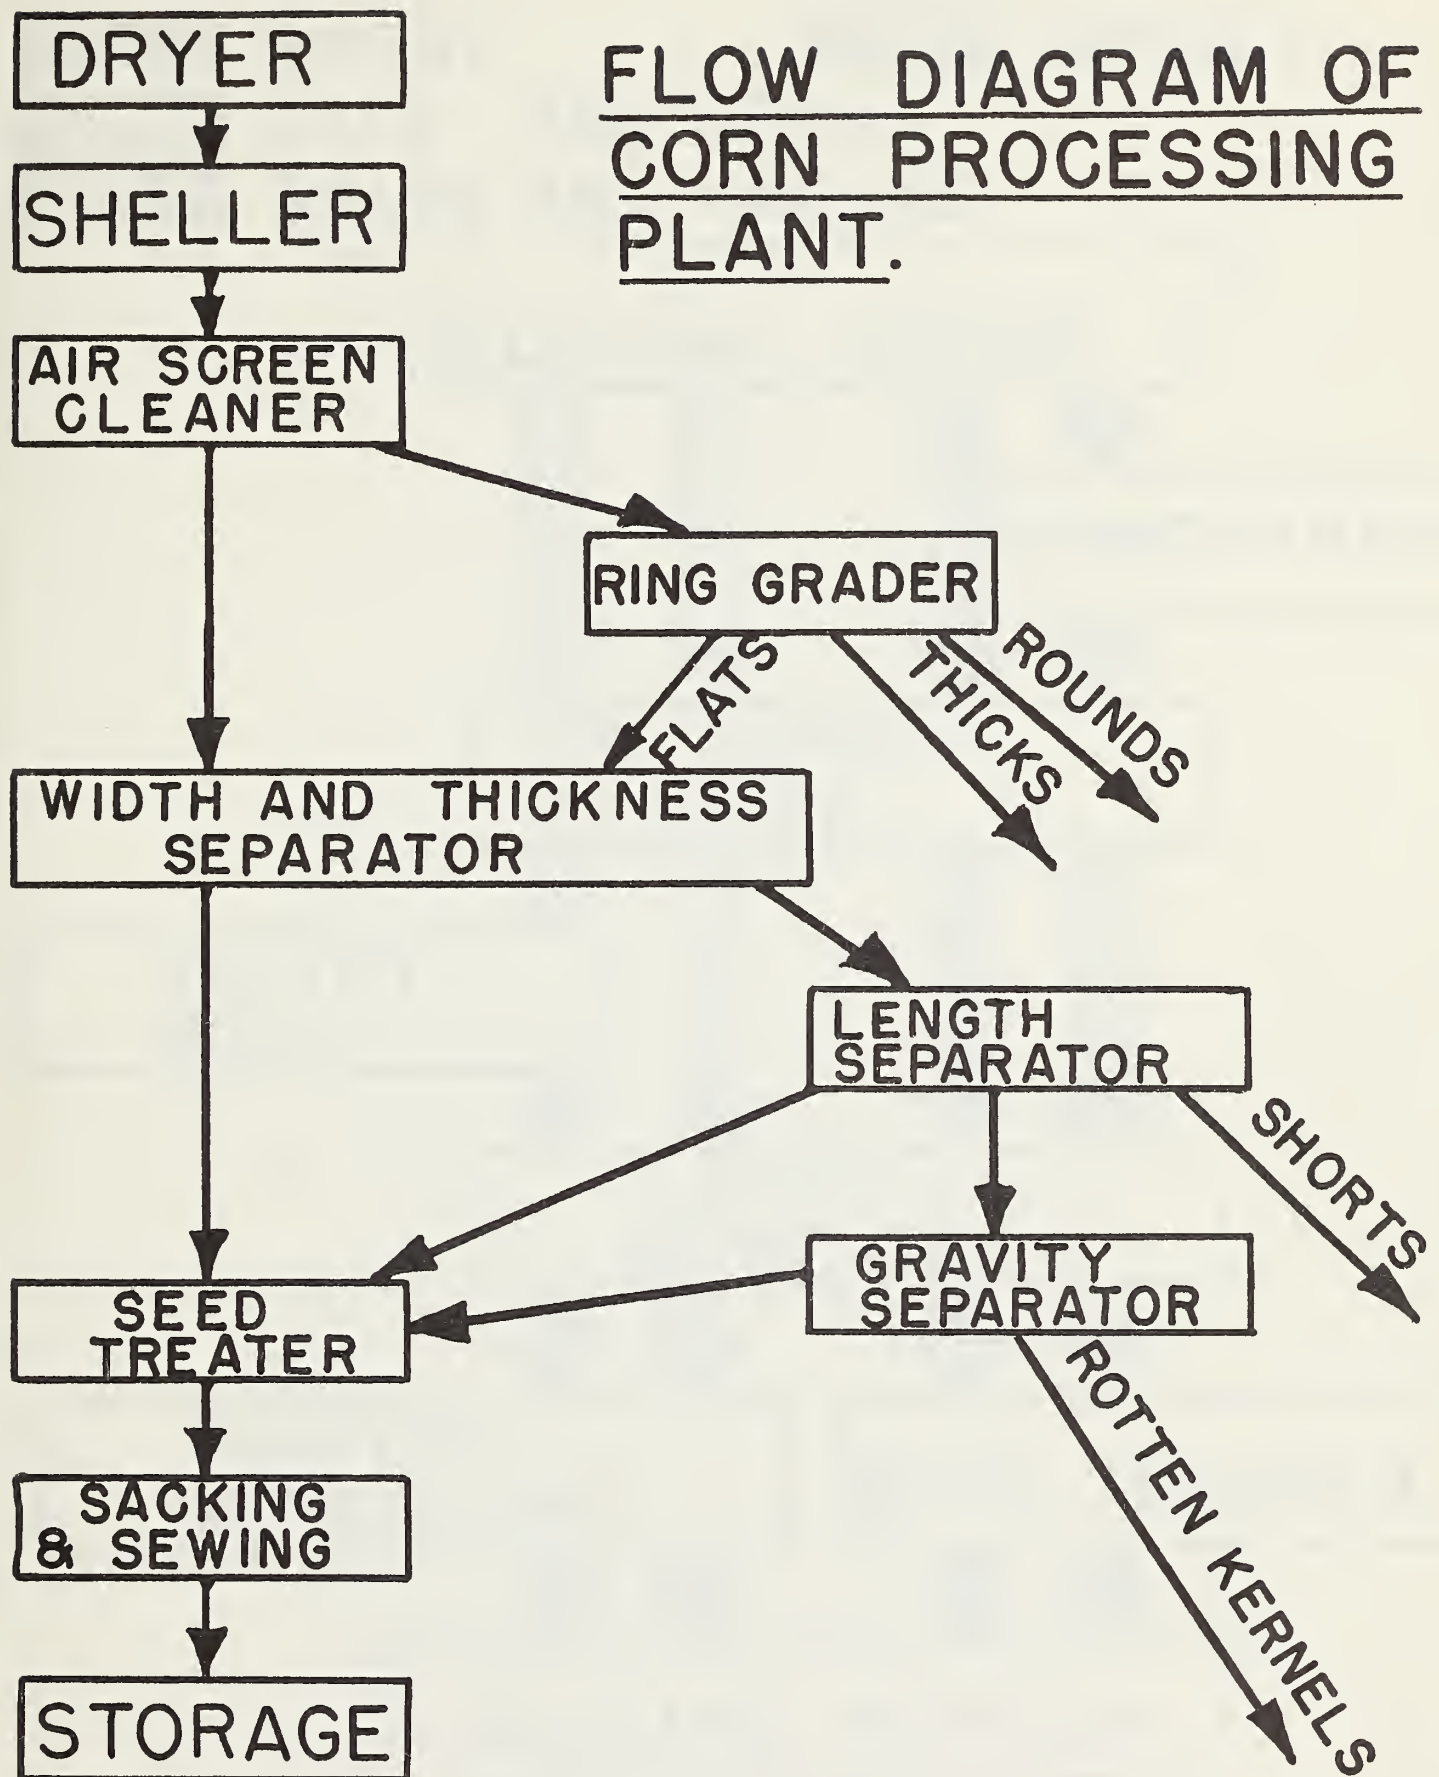 DRYER
FLOW DIAGRAM OF
CORN PROCESSING
PLANT.
SHELLER
AIR SCREEN
CLEANER
RING GRADER
FLATS
THICKS
ROUNDS
WIDTH AND THICKNESS
SEPARATOR
LENGTH
SEPARATOR
SHORTS
GRAVITY
SEPARATOR
SEED
TREATER
ROTTEN KERNELS
SACKING
& SEWING
STORAGE